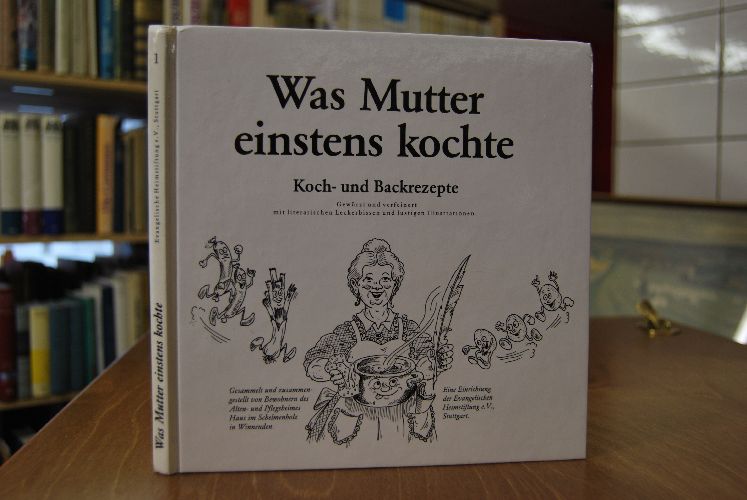 Was Mutter
einstens kochte
Koch- und Backrezepte
Gewürzt und verfeinert
mit literarischen Leckerbissen und lustigen Illustrationen
Gesammelt und zusammen
gestellt von Bewohnern des
Alten- und Pflegeheimes
Haus im Schelmenholz
in Winnenden.
Eine Einrichtung
der Evangelischen
Heimstiftung e.V.,
Stuttgart.
Was Mutter einstens kochte
Evangelische Heimstiftung e.V., Stuttgart
1